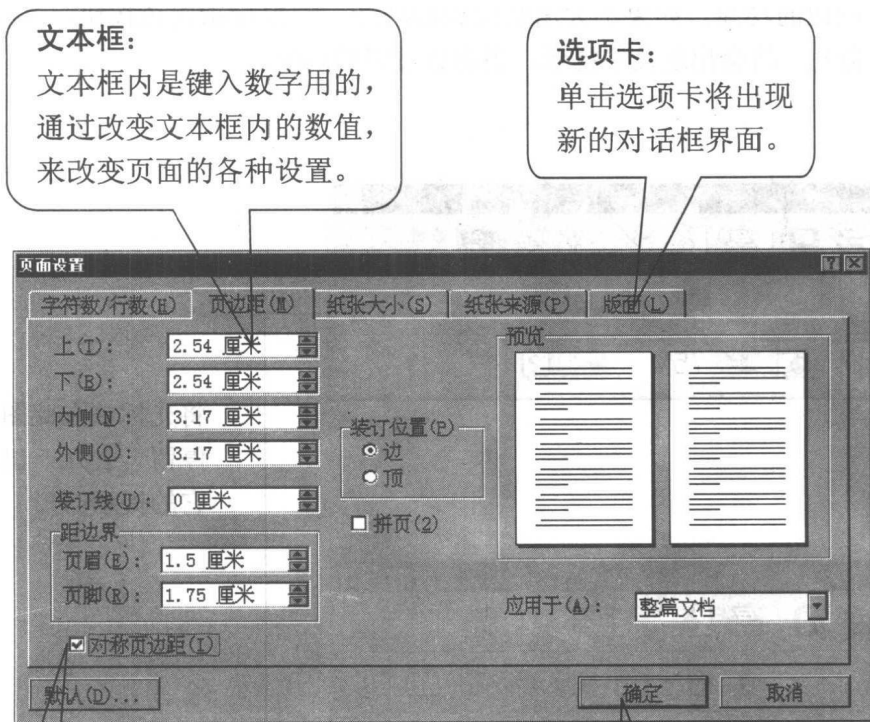 文本框：
文本框内是键入数字用的，
通过改变文本框内的数值，
来改变页面的各种设置。
选项卡：
单击选项卡将出现
新的对话框界面。
页面设置
字符数/行数(H) 页边距(M) 纸张大小(S) 纸张来源(P) 版面(L)
上(T)： 2.54 厘米
下(B)： 2.54 厘米
内侧(N)： 3.17 厘米
外侧(O)： 3.17 厘米
装订线(U)： 0 厘米
距边界
页眉(E)： 1.5 厘米
页脚(R)： 1.75 厘米
对称页边距(I)
装订位置(P)
边
顶
拼页(2)
预览
应用于(A)： 整篇文档
默认(D)...
确定
取消